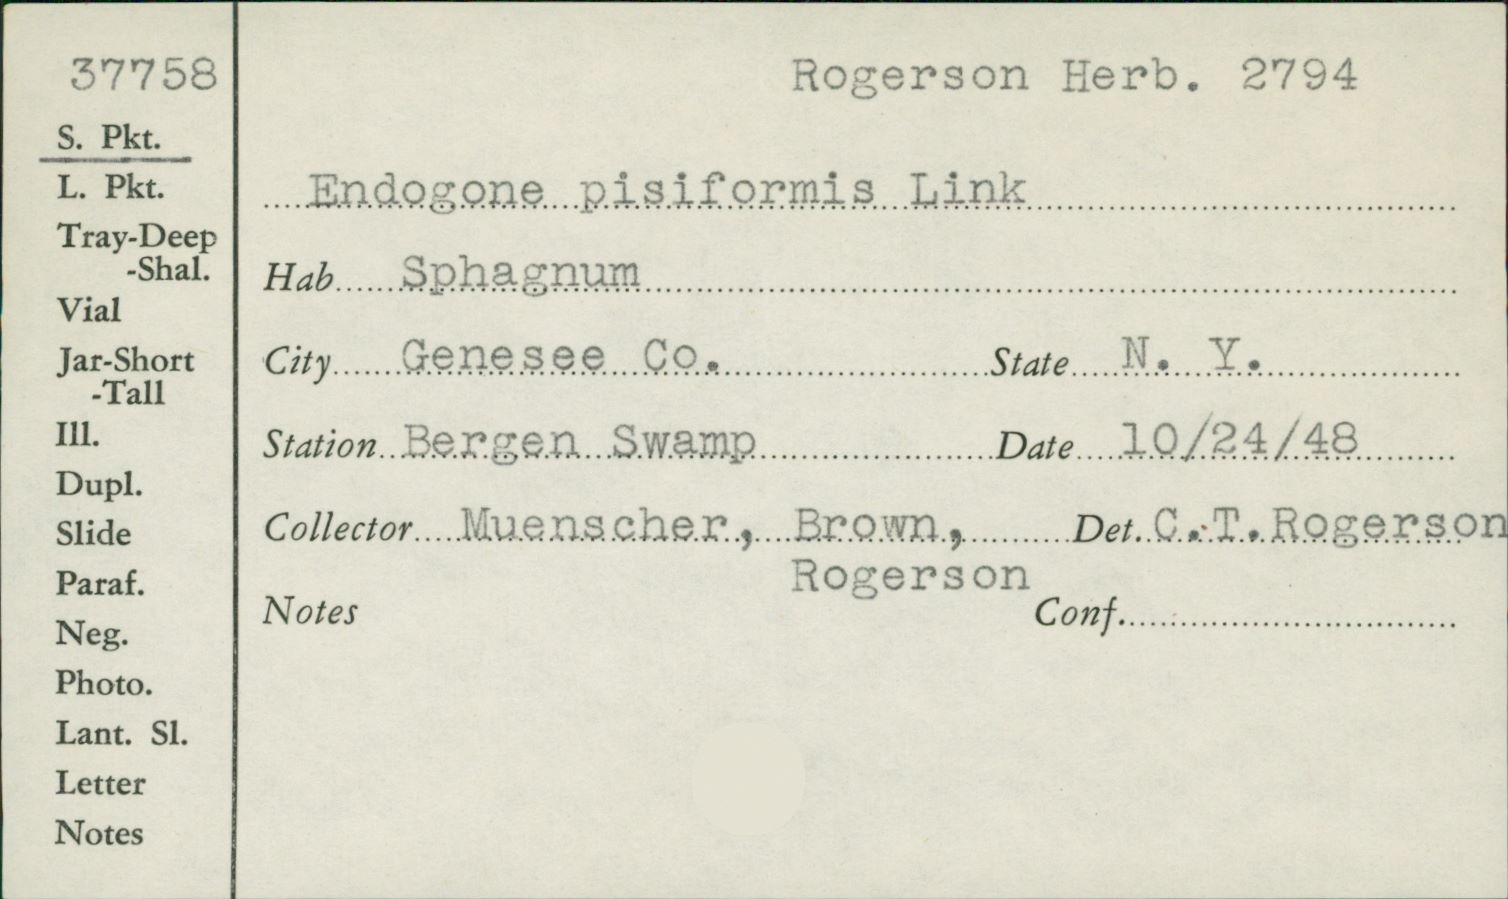 37758
S. Pkt.
L. Pkt.
Tray-Deep
-Shal.
Vial
Jar-Short
-Tall
Ill.
Dupl.
Slide
Paraf.
Neg.
Photo.
Lant. Sl.
Letter
Notes
Rogerson Herb. 2794
Endogone pisiformis Link
Hab Sphagnum
City Genesee Co. State N. Y.
Station Bergen Swamp Date 10/24/48
Collector Muenscher, Brown, Det. C.T.Rogerson
Rogerson
Notes Conf.